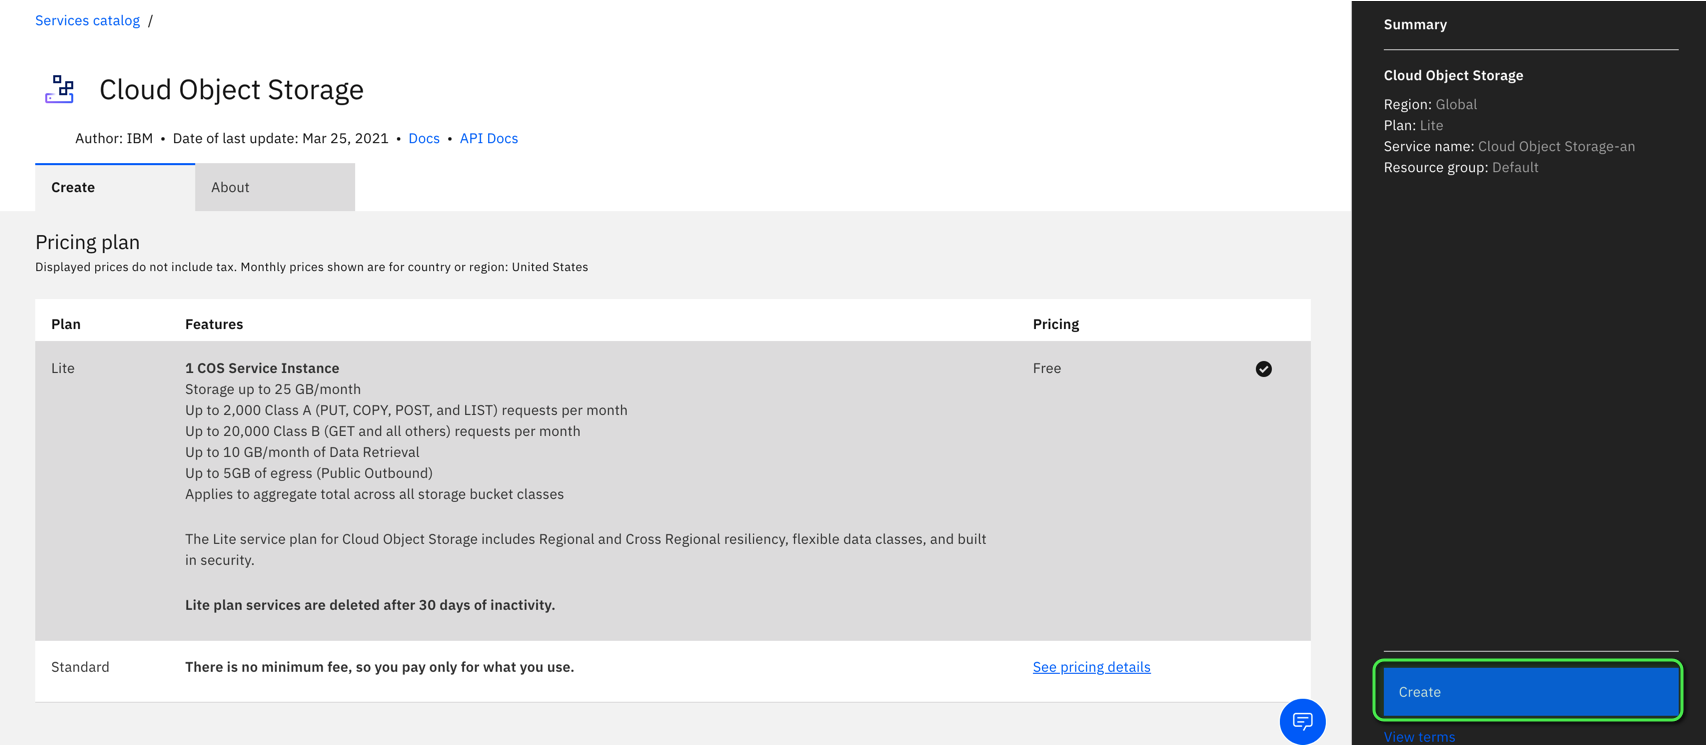 Services catalog /
Cloud Object Storage
Author: IBM • Date of last update: Mar 25, 2021 • Docs • API Docs
Create
About
Pricing plan
Displayed prices do not include tax. Monthly prices shown are for country or region: United States
Plan
Features
Pricing
Lite
1 COS Service Instance
Free
Storage up to 25 GB/month
Up to 2,000 Class A (PUT, COPY, POST, and LIST) requests per month
Up to 20,000 Class B (GET and all others) requests per month
Up to 10 GB/month of Data Retrieval
Up to 5GB of egress (Public Outbound)
Applies to aggregate total across all storage bucket classes
The Lite service plan for Cloud Object Storage includes Regional and Cross Regional resiliency, flexible data classes, and built
in security.
Lite plan services are deleted after 30 days of inactivity.
Standard
There is no minimum fee, so you pay only for what you use.
See pricing details
Summary
Cloud Object Storage
Region: Global
Plan: Lite
Service name: Cloud Object Storage-an
Resource group: Default
Create
View terms